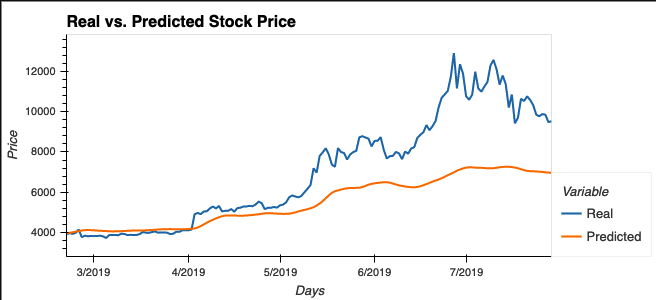 Real vs. Predicted Stock Price
12000
10000
8000
6000
4000
Price
3/2019 4/2019 5/2019 6/2019 7/2019
Days
Variable
Real
Predicted